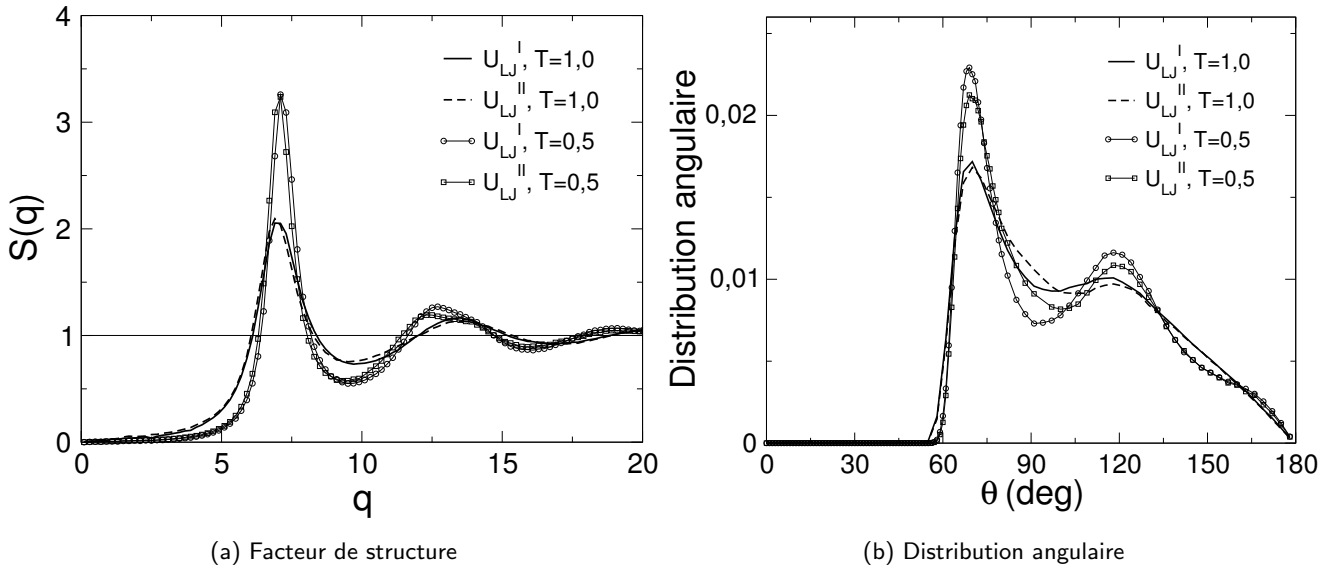 4
3
2
1
0
S(q)
U_LJ^I, T=1,0
U_LJ^II, T=1,0
U_LJ^I, T=0,5
U_LJ^II, T=0,5
0 5 10 15 20
q
(a) Facteur de structure
0,02
0,01
0
Distribution angulaire
U_LJ^I, T=1,0
U_LJ^II, T=1,0
U_LJ^I, T=0,5
U_LJ^II, T=0,5
0 30 60 90 120 150 180
θ (deg)
(b) Distribution angulaire